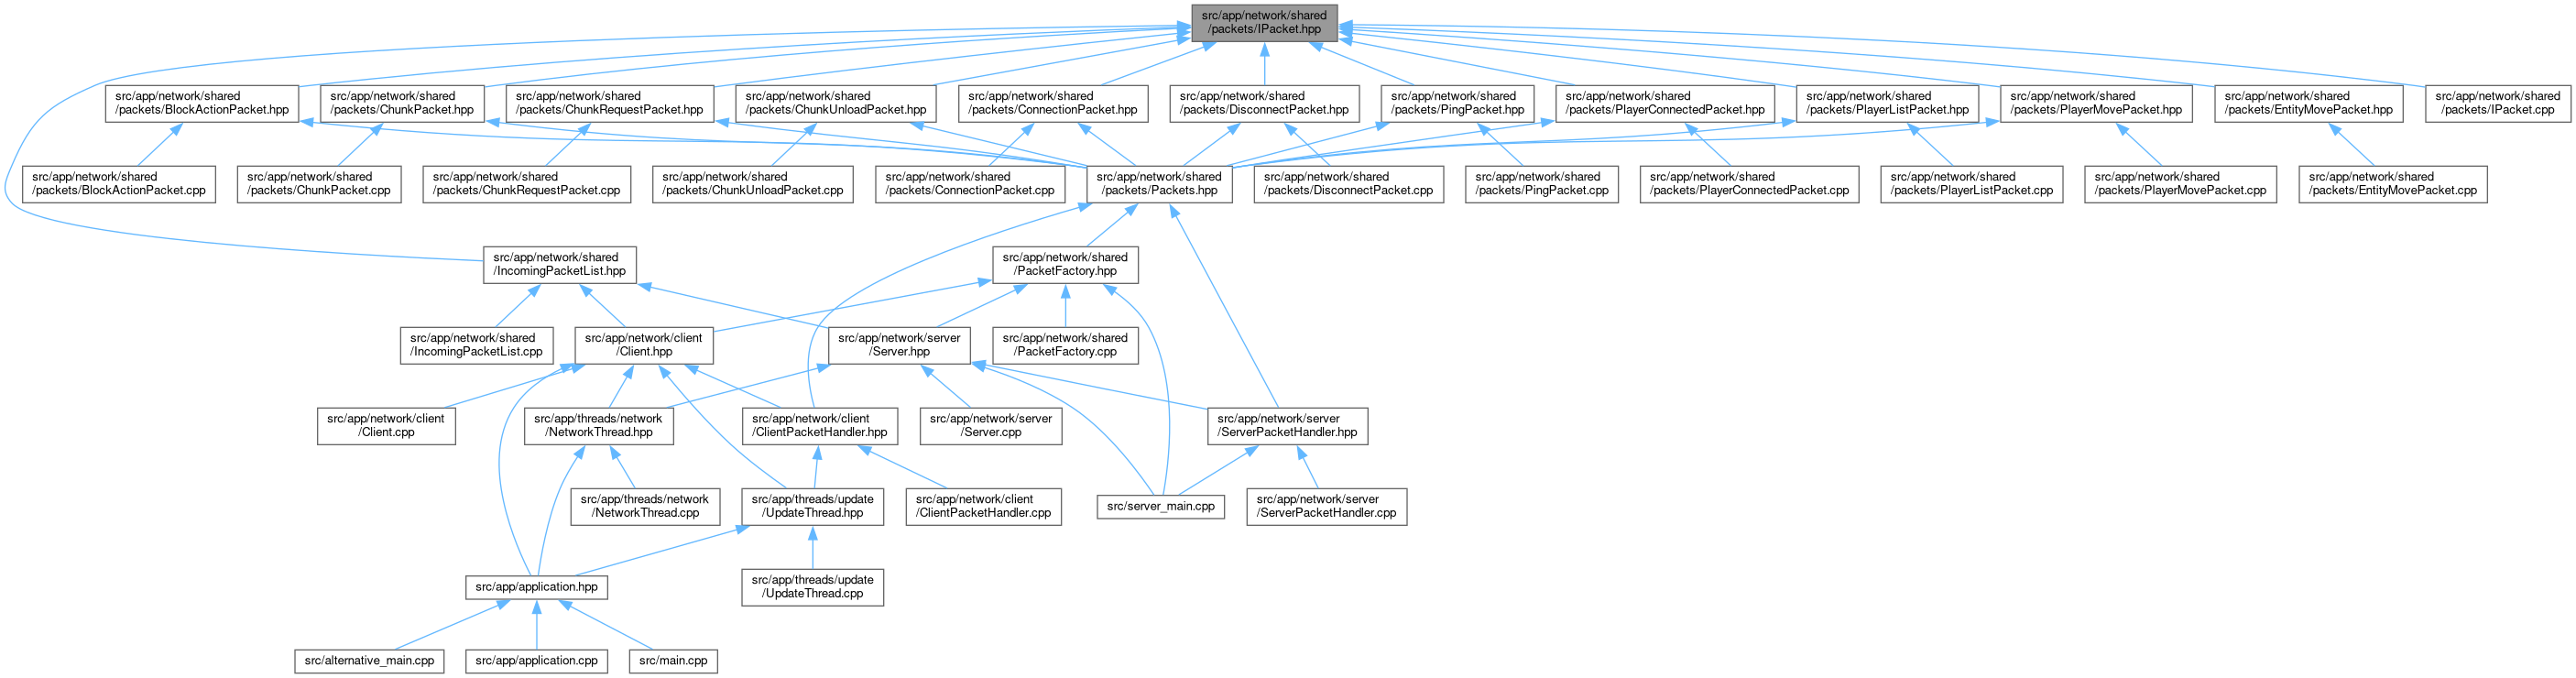 src/app/network/shared
/packets/IPacket.hpp
src/app/network/shared
/packets/BlockActionPacket.hpp
src/app/network/shared
/packets/ChunkPacket.hpp
src/app/network/shared
/packets/ChunkRequestPacket.hpp
src/app/network/shared
/packets/ChunkUnloadPacket.hpp
src/app/network/shared
/packets/ConnectionPacket.hpp
src/app/network/shared
/packets/DisconnectPacket.hpp
src/app/network/shared
/packets/PingPacket.hpp
src/app/network/shared
/packets/PlayerConnectedPacket.hpp
src/app/network/shared
/packets/PlayerListPacket.hpp
src/app/network/shared
/packets/PlayerMovePacket.hpp
src/app/network/shared
/packets/EntityMovePacket.hpp
src/app/network/shared
/packets/IPacket.cpp
src/app/network/shared
/packets/BlockActionPacket.cpp
src/app/network/shared
/packets/ChunkPacket.cpp
src/app/network/shared
/packets/ChunkRequestPacket.cpp
src/app/network/shared
/packets/ChunkUnloadPacket.cpp
src/app/network/shared
/packets/ConnectionPacket.cpp
src/app/network/shared
/packets/Packets.hpp
src/app/network/shared
/packets/DisconnectPacket.cpp
src/app/network/shared
/packets/PingPacket.cpp
src/app/network/shared
/packets/PlayerConnectedPacket.cpp
src/app/network/shared
/packets/PlayerListPacket.cpp
src/app/network/shared
/packets/PlayerMovePacket.cpp
src/app/network/shared
/packets/EntityMovePacket.cpp
src/app/network/shared
/IncomingPacketList.hpp
src/app/network/shared
/PacketFactory.hpp
src/app/network/shared
/IncomingPacketList.cpp
src/app/network/client
/Client.hpp
src/app/network/server
/Server.hpp
src/app/network/shared
/PacketFactory.cpp
src/app/network/client
/Client.cpp
src/app/threads/network
/NetworkThread.hpp
src/app/network/client
/ClientPacketHandler.hpp
src/app/network/server
/Server.cpp
src/app/network/server
/ServerPacketHandler.hpp
src/app/threads/network
/NetworkThread.cpp
src/app/threads/update
/UpdateThread.hpp
src/app/network/client
/ClientPacketHandler.cpp
src/server_main.cpp
src/app/network/server
/ServerPacketHandler.cpp
src/app/application.hpp
src/app/threads/update
/UpdateThread.cpp
src/alternative_main.cpp
src/app/application.cpp
src/main.cpp